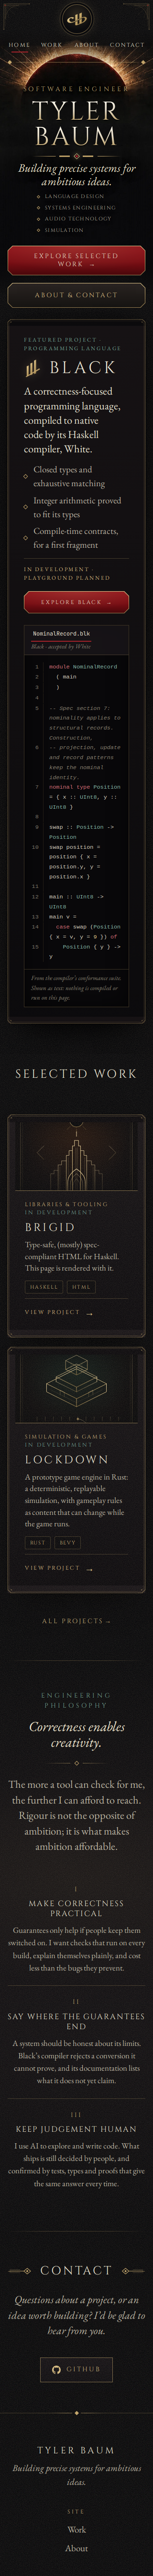 HOME WORK ABOUT CONTACT
SOFTWARE ENGINEER
TYLER
BAUM
Building precise systems for
ambitious ideas.
LANGUAGE DESIGN
SYSTEMS ENGINEERING
AUDIO TECHNOLOGY
SIMULATION
EXPLORE SELECTED
WORK →
ABOUT & CONTACT
FEATURED PROJECT ·
PROGRAMMING LANGUAGE
BLACK
A correctness-focused
programming language,
compiled to native
code by its Haskell
compiler, White.
Closed types and
exhaustive matching
Integer arithmetic proved
to fit its types
Compile-time contracts,
for a first fragment
IN DEVELOPMENT ·
PLAYGROUND PLANNED
EXPLORE BLACK →
NominalRecord.blk
Black · accepted by White
1 module NominalRecord
2 ( main
3 )
4
5 -- Spec section 7:
nominality applies to
structural records.
Construction,
6 -- projection, update
and record patterns
keep the nominal
identity.
7 nominal type Position
= { x :: UInt8, y ::
UInt8 }
8
9 swap :: Position ->
Position
10 swap position =
position { x =
position.y, y =
position.x }
11
12 main :: UInt8 ->
UInt8
13 main v =
14 case swap (Position
{ x = v, y = 9 }) of
15 Position { y } ->
y
From the compiler's conformance suite.
Shown as text: nothing is compiled or
run on this page.
SELECTED WORK
LIBRARIES & TOOLING
IN DEVELOPMENT
BRIGID
Type-safe, (mostly) spec-
compliant HTML for Haskell.
This page is rendered with it.
HASKELL HTML
VIEW PROJECT →
SIMULATION & GAMES
IN DEVELOPMENT
LOCKDOWN
A prototype game engine in Rust:
a deterministic, replayable
simulation, with gameplay rules
as content that can change while
the game runs.
RUST BEVY
VIEW PROJECT →
ALL PROJECTS →
ENGINEERING
PHILOSOPHY
Correctness enables
creativity.
The more a tool can check for me,
the further I can afford to reach.
Rigour is not the opposite of
ambition; it is what makes
ambition affordable.
I
MAKE CORRECTNESS
PRACTICAL
Guarantees only help if people keep them
switched on. I want checks that run on every
build, explain themselves plainly, and cost
less than the bugs they prevent.
II
SAY WHERE THE GUARANTEES
END
A system should be honest about its limits.
Black's compiler rejects a conversion it
cannot prove, and its documentation lists
what it does not yet claim.
III
KEEP JUDGEMENT HUMAN
I use AI to explore and write code. What
ships is still decided by people, and
confirmed by tests, types and proofs that give
the same answer every time.
CONTACT
Questions about a project, or an
idea worth building? I'd be glad to
hear from you.
GITHUB
TYLER BAUM
Building precise systems for ambitious
ideas.
SITE
Work
About